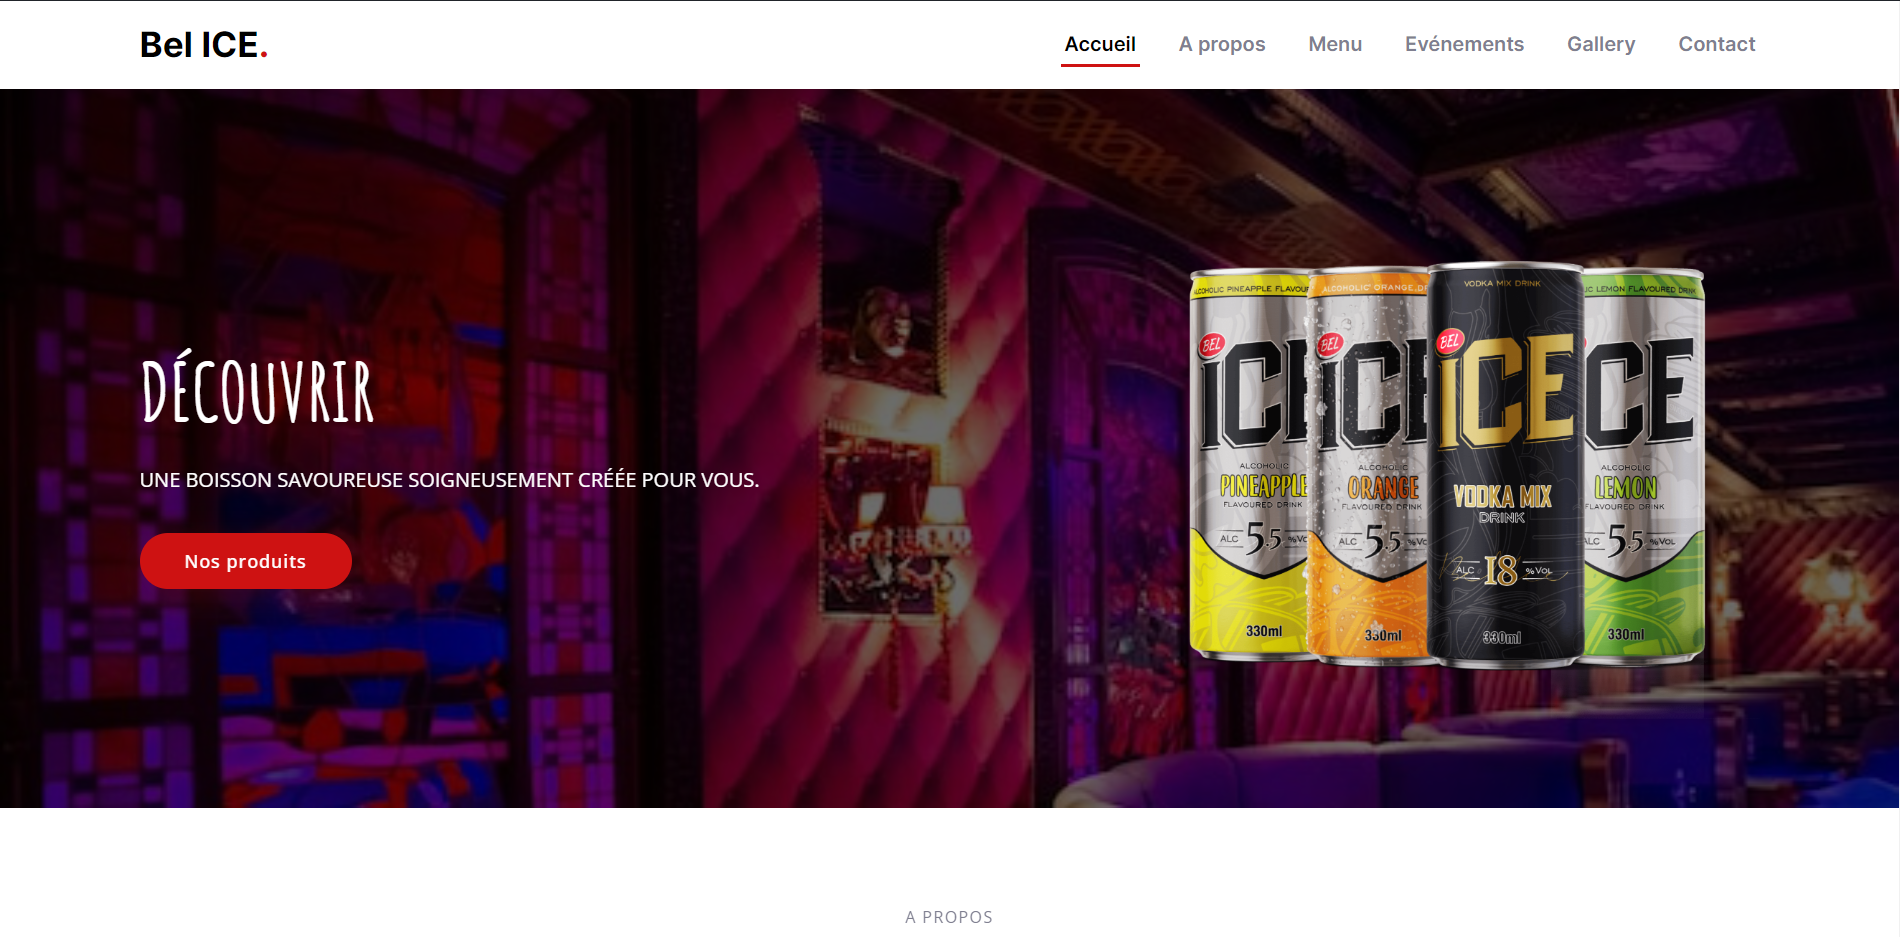 Bel ICE.
Accueil A propos Menu Evénements Gallery Contact
DÉCOUVRIR
UNE BOISSON SAVOUREUSE SOIGNEUSEMENT CRÉÉE POUR VOUS.
Nos produits
ALCOHOLIC PINEAPPLE FLAVOUR
BEL
ICE
ALCOHOLIC
PINEAPPLE
FLAVOURED DRINK
ALC 5.5 %Vo
330ml
ALCOHOLIC ORANGE
BEL
ICE
ALCOHOLIC
ORANGE
FLAVOURED DRINK
ALC 5.5 %Vo
330ml
VODKA MIX DRINK
BEL
ICE
VODKA MIX
DRINK
ALC 18 %Vol
330ml
LEMON FLAVOURED DRINK
ICE
ALCOHOLIC
LEMON
FLAVOURED DRINK
ALC 5.5 %Vol
330ml
A PROPOS